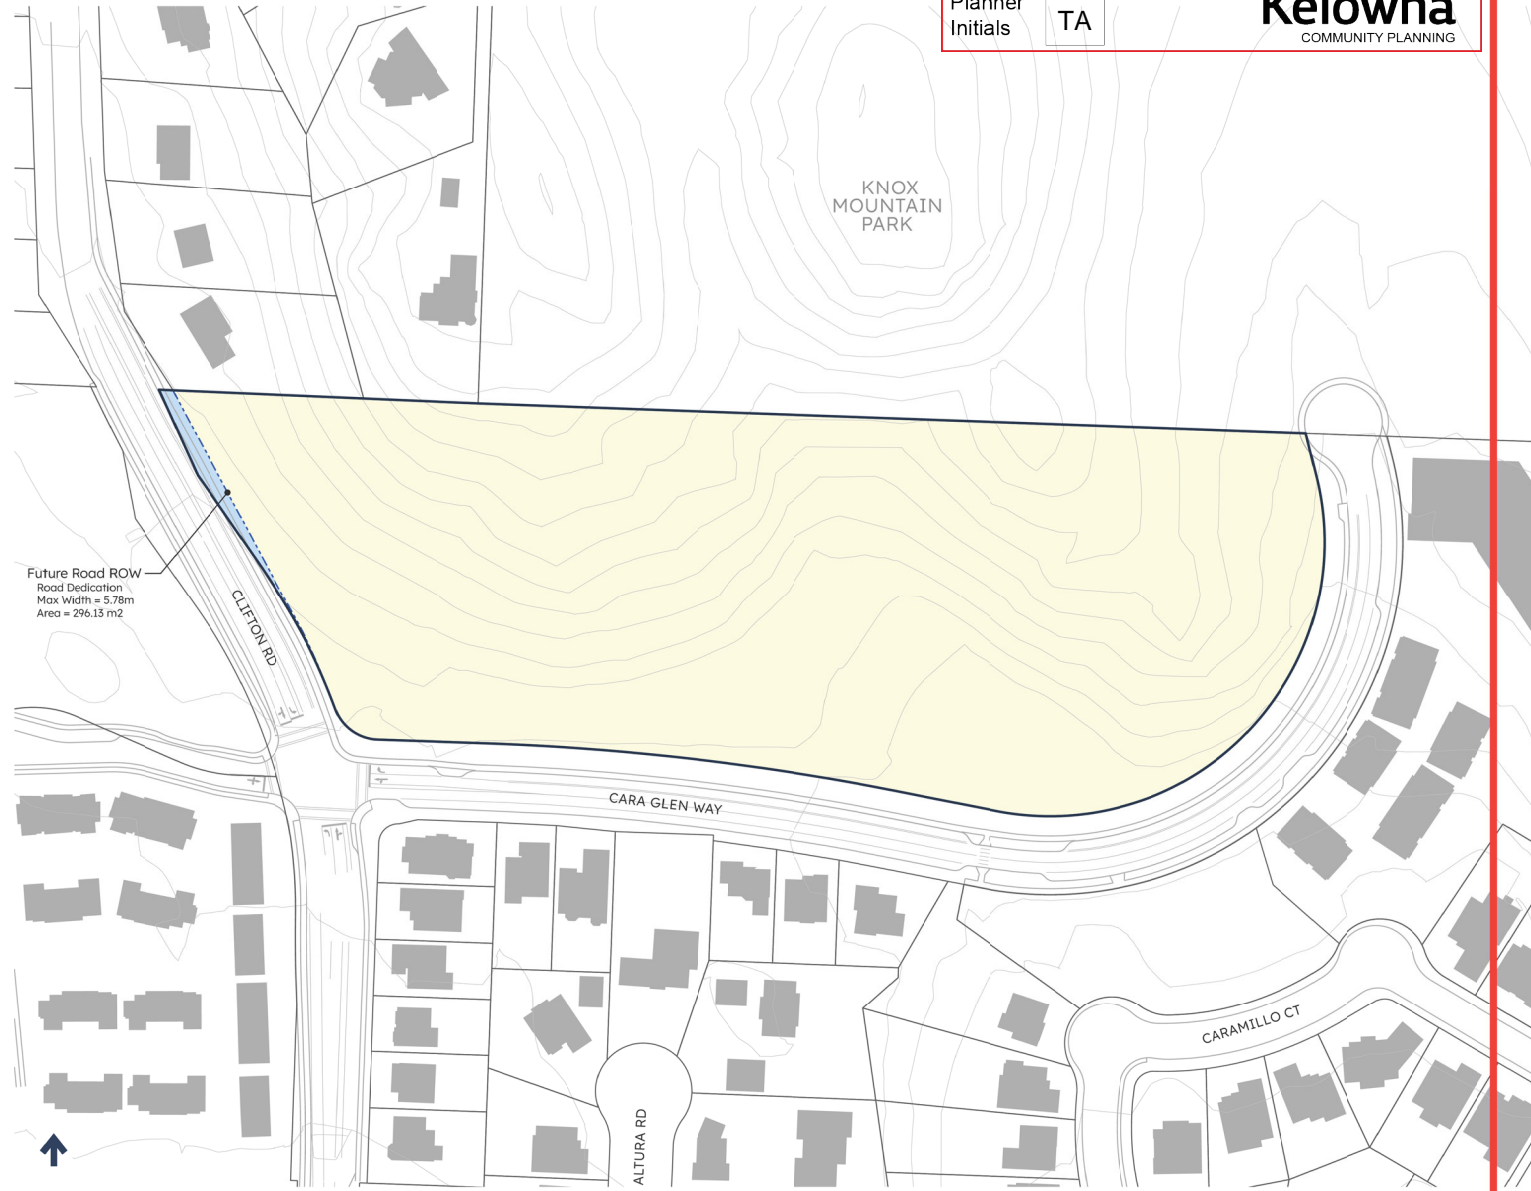 Planner
Initials
TA
Kelowna
COMMUNITY PLANNING
KNOX
MOUNTAIN
PARK
Future Road ROW
Road Dedication
Max Width = 5.78m
Area = 296.13 m2
CLIFTON RD
CARA GLEN WAY
CARAMILLO CT
ALTURA RD